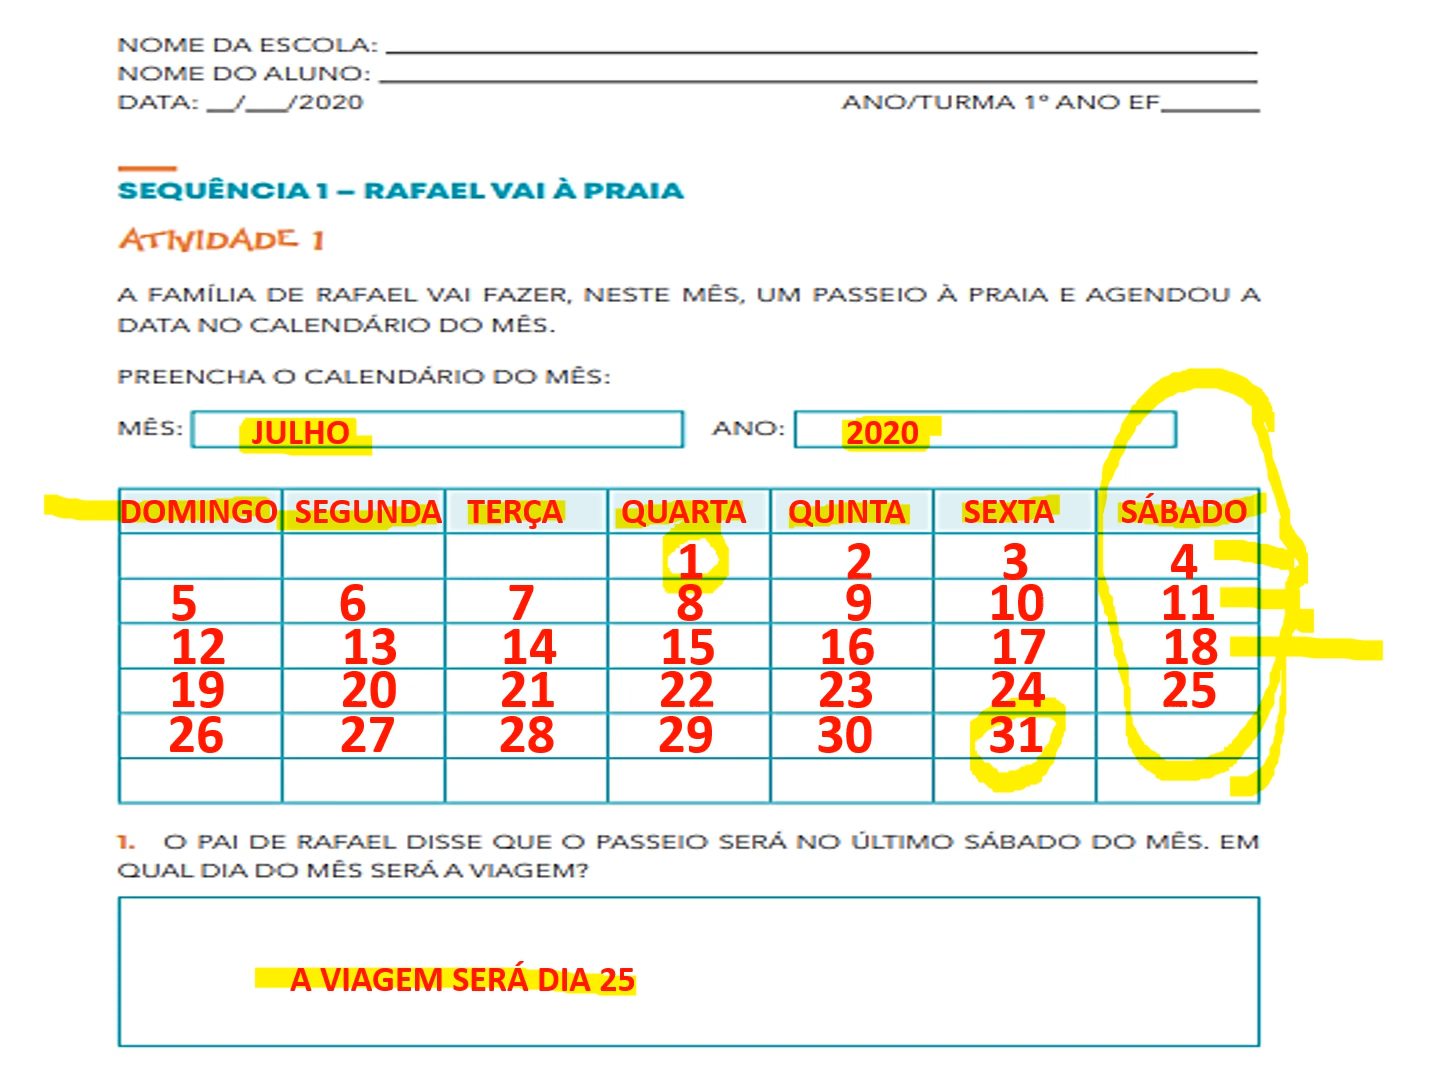 NOME DA ESCOLA: ____________________
NOME DO ALUNO: ____________________
DATA: __/___/2020 ANO/TURMA 1º ANO EF______
SEQUÊNCIA 1 – RAFAEL VAI À PRAIA
ATIVIDADE 1
A FAMÍLIA DE RAFAEL VAI FAZER, NESTE MÊS, UM PASSEIO À PRAIA E AGENDOU A
DATA NO CALENDÁRIO DO MÊS.
PREENCHA O CALENDÁRIO DO MÊS:
MÊS: JULHO ANO: 2020
DOMINGO SEGUNDA TERÇA QUARTA QUINTA SEXTA SÁBADO
1 2 3 4
5 6 7 8 9 10 11
12 13 14 15 16 17 18
19 20 21 22 23 24 25
26 27 28 29 30 31
1. O PAI DE RAFAEL DISSE QUE O PASSEIO SERÁ NO ÚLTIMO SÁBADO DO MÊS. EM
QUAL DIA DO MÊS SERÁ A VIAGEM?
A VIAGEM SERÁ DIA 25